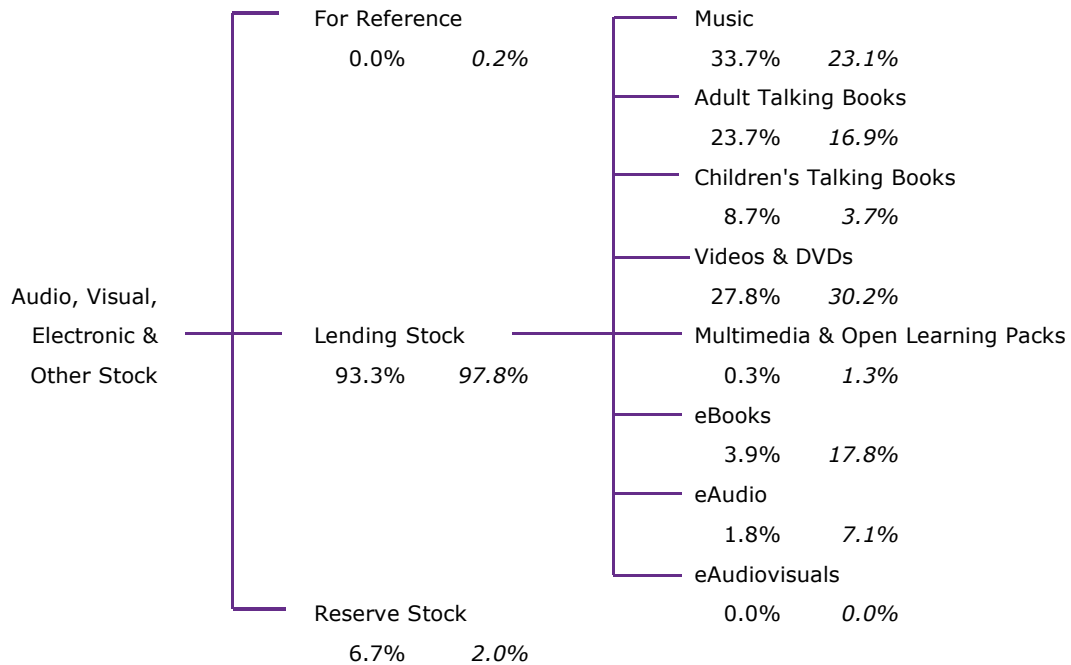 Audio, Visual,
Electronic &
Other Stock
For Reference
0.0% 0.2%
Lending Stock
93.3% 97.8%
Reserve Stock
6.7% 2.0%
Music
33.7% 23.1%
Adult Talking Books
23.7% 16.9%
Children's Talking Books
8.7% 3.7%
Videos & DVDs
27.8% 30.2%
Multimedia & Open Learning Packs
0.3% 1.3%
eBooks
3.9% 17.8%
eAudio
1.8% 7.1%
eAudiovisuals
0.0% 0.0%